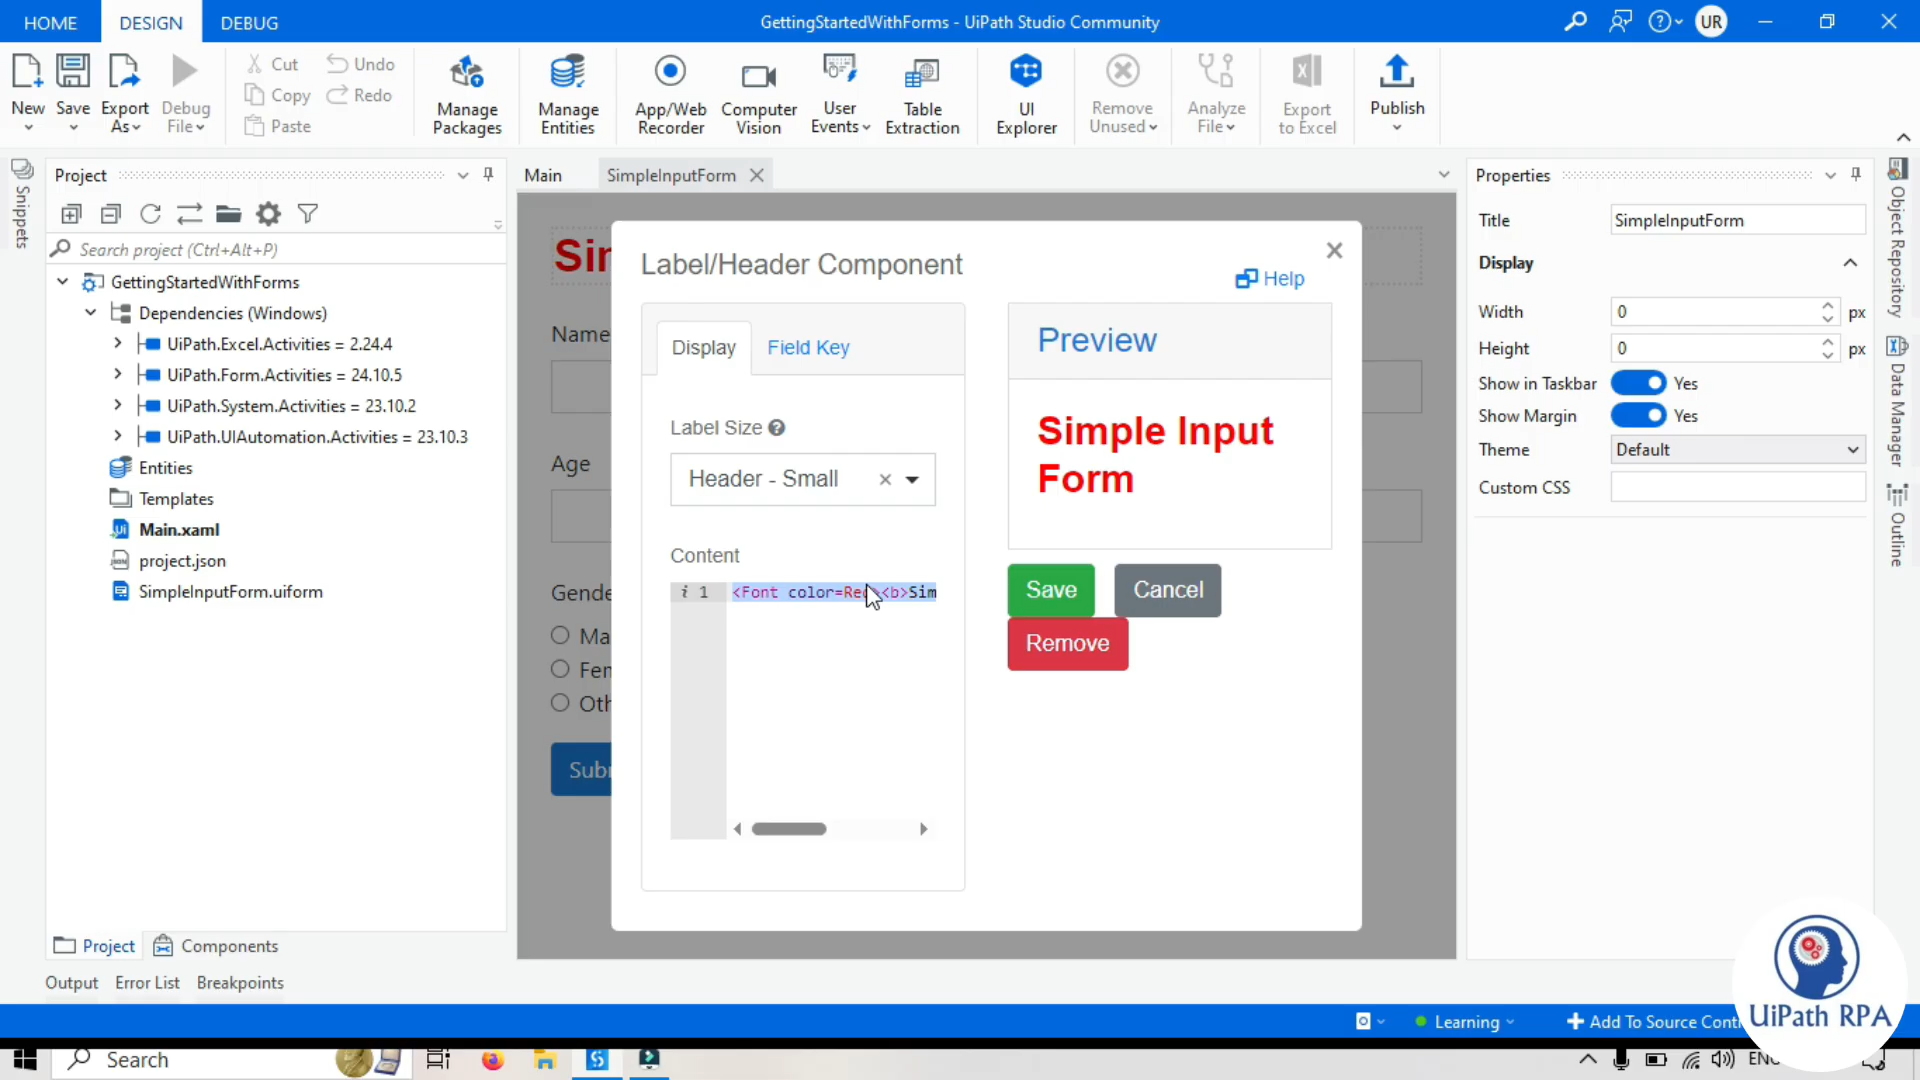 HOME
DESIGN
DEBUG
GettingStartedWithForms - UiPath Studio Community
UR
New
Save
Export As
Debug File
Cut
Copy
Paste
Undo
Redo
Manage Packages
Manage Entities
App/Web Recorder
Computer Vision
User Events
Table Extraction
UI Explorer
Remove Unused
Analyze File
Export to Excel
Publish
Snippets
Project
Search project (Ctrl+Alt+P)
GettingStartedWithForms
Dependencies (Windows)
UiPath.Excel.Activities = 2.24.4
UiPath.Form.Activities = 24.10.5
UiPath.System.Activities = 23.10.2
UiPath.UIAutomation.Activities = 23.10.3
Entities
Templates
Main.xaml
project.json
SimpleInputForm.uiform
Project
Components
Output
Error List
Breakpoints
Main
SimpleInputForm
Name
Age
Label/Header Component
Help
Display
Field Key
Label Size
Header - Small
Content
i 1
<Font color=Red><b>Sim
Preview
Simple Input
Form
Save
Cancel
Remove
Properties
Title
SimpleInputForm
Display
Width
0
px
Height
0
px
Show in Taskbar
Yes
Show Margin
Yes
Theme
Default
Custom CSS
Object Repository
Data Manager
Outline
Learning
Add To Source
UiPath RPA
Search